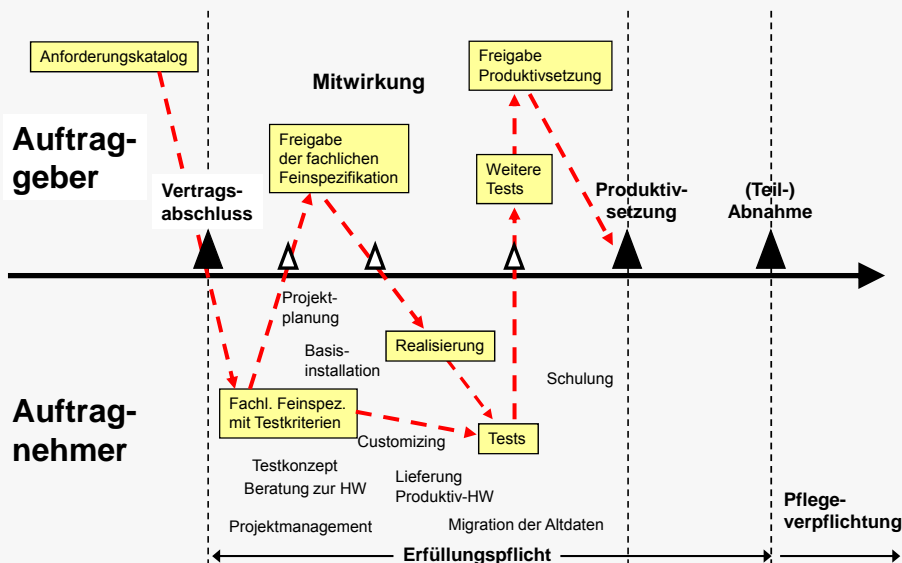 Anforderungskatalog
Freigabe
Produktivsetzung
Mitwirkung
Auftrag-
geber
Freigabe
der fachlichen
Feinspezifikation
Weitere
Tests
Vertrags-
abschluss
Produktiv-
setzung
(Teil-)
Abnahme
Projekt-
planung
Basis-
installation
Realisierung
Schulung
Auftrag-
nehmer
Fachl. Feinspez.
mit Testkriterien
Customizing
Tests
Testkonzept
Beratung zur HW
Lieferung
Produktiv-HW
Projektmanagement
Migration der Altdaten
Pflege-
verpflichtung
Erfüllungspflicht